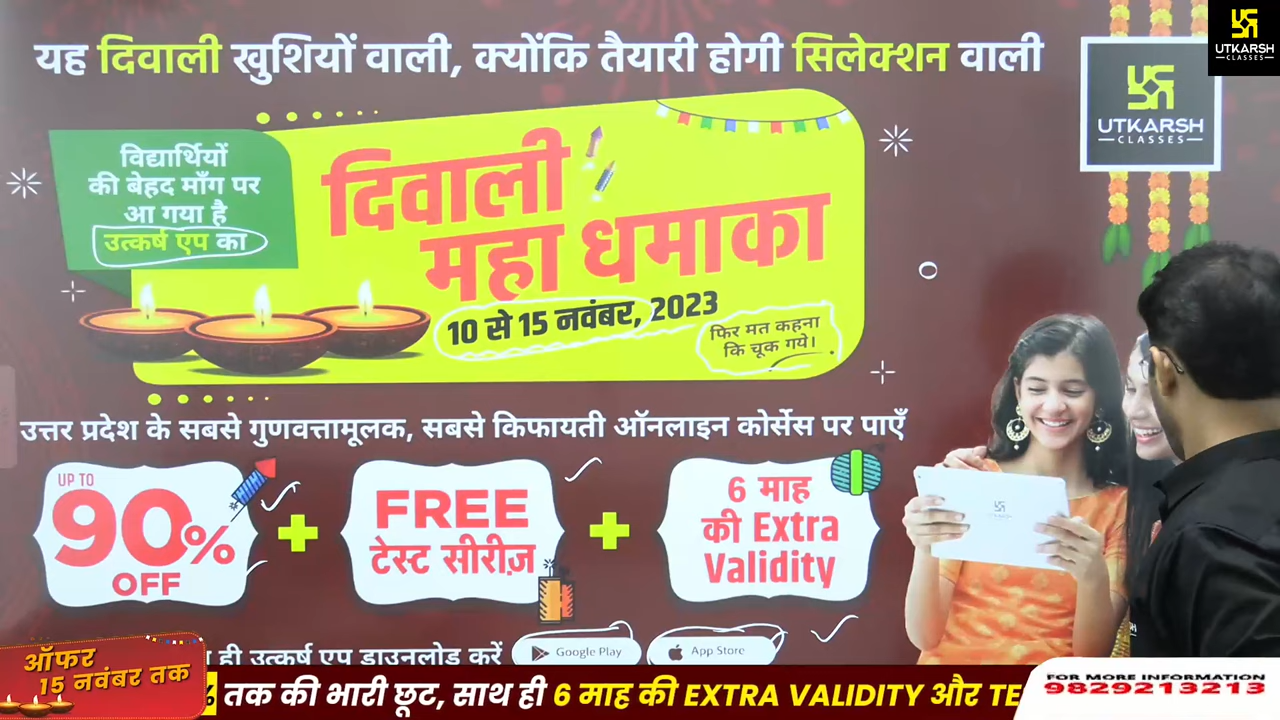 यह दिवाली खुशियों वाली, क्योंकि तैयारी होगी सिलेक्शन वाली
UTKARSH
CLASSES
UTKARSH
CLASSES
विद्यार्थियों
की बेहद माँग पर
आ गया है
उत्कर्ष एप का
दिवाली
महा धमाका
10 से 15 नवंबर, 2023
फिर मत कहना
कि चूक गये।
उत्तर प्रदेश के सबसे गुणवत्तामूलक, सबसे किफायती ऑनलाइन कोर्सेस पर पाएँ
UP TO
90%
OFF
+
FREE
टेस्ट सीरीज़
+
6 माह
की Extra
Validity
ही उत्कर्ष एप डाउनलोड करें
Google Play
App Store
ऑफर
15 नवंबर तक
% तक की भारी छूट, साथ ही 6 माह की EXTRA VALIDITY और TE
FOR MORE INFORMATION
9829213213